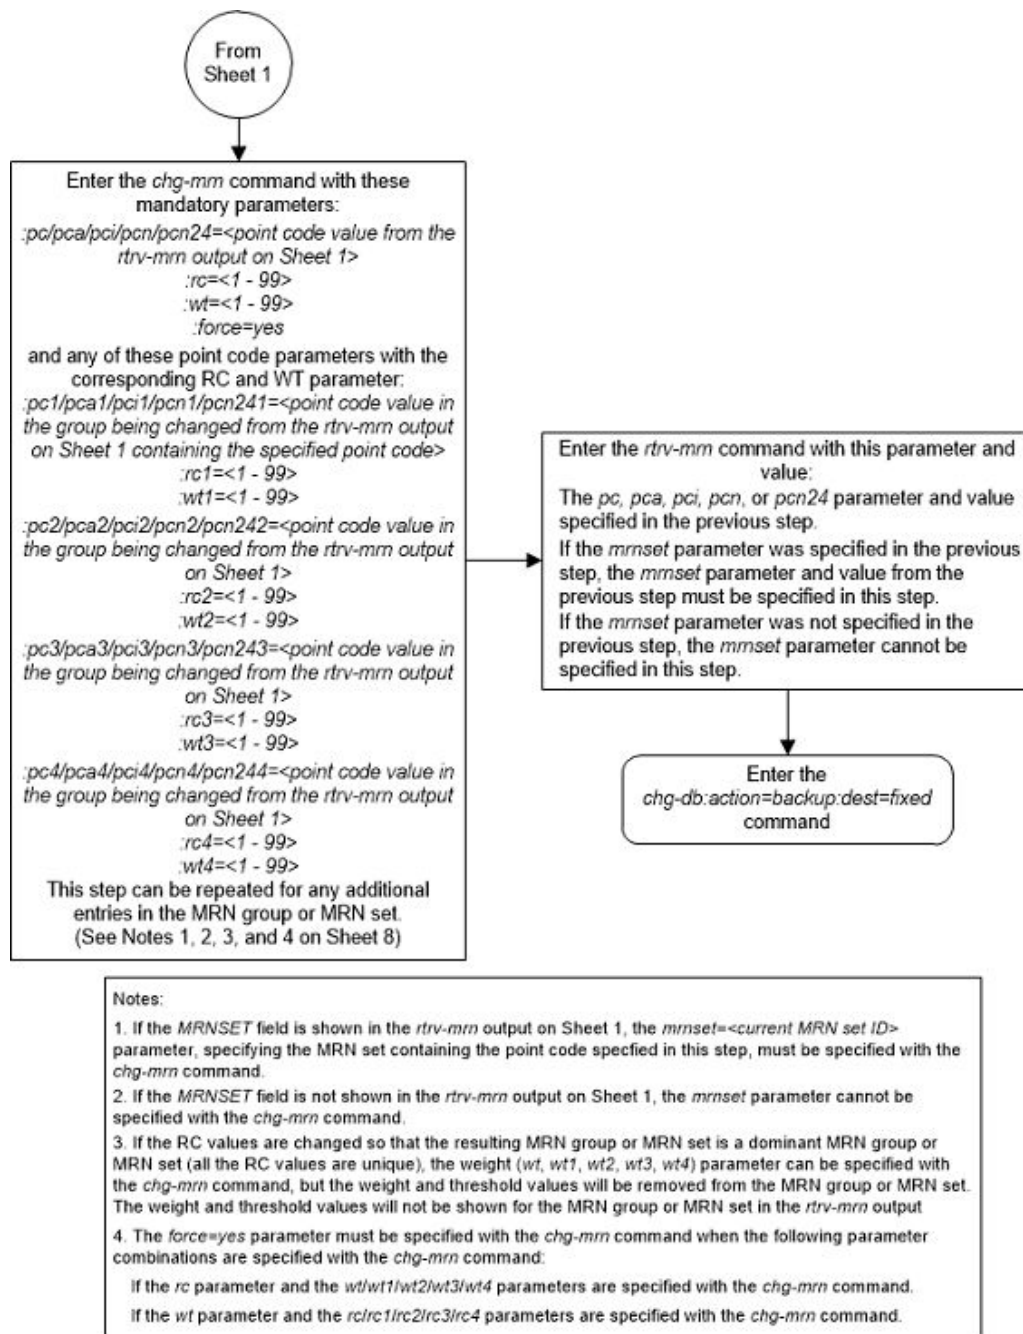 From
Sheet 1
Enter the chg-mrn command with these
mandatory parameters:
:pc/pca/pci/pcn/pcn24=<point code value from the
rtrv-mrn output on Sheet 1>
:rc=<1 - 99>
:wt=<1 - 99>
:force=yes
and any of these point code parameters with the
corresponding RC and WT parameter:
:pc1/pca1/pci1/pcn1/pcn241=<point code value in
the group being changed from the rtrv-mrn output
on Sheet 1 containing the specified point code>
:rc1=<1 - 99>
:wt1=<1 - 99>
:pc2/pca2/pci2/pcn2/pcn242=<point code value in
the group being changed from the rtrv-mrn output
on Sheet 1>
:rc2=<1 - 99>
:wt2=<1 - 99>
:pc3/pca3/pci3/pcn3/pcn243=<point code value in
the group being changed from the rtrv-mrn output
on Sheet 1>
:rc3=<1 - 99>
:wt3=<1 - 99>
:pc4/pca4/pci4/pcn4/pcn244=<point code value in
the group being changed from the rtrv-mrn output
on Sheet 1>
:rc4=<1 - 99>
:wt4=<1 - 99>
This step can be repeated for any additional
entries in the MRN group or MRN set.
(See Notes 1, 2, 3, and 4 on Sheet 8)
Enter the rtrv-mrn command with this parameter and
value:
The pc, pca, pci, pcn, or pcn24 parameter and value
specified in the previous step.
If the mrnset parameter was specified in the previous
step, the mrnset parameter and value from the
previous step must be specified in this step.
If the mrnset parameter was not specified in the
previous step, the mrnset parameter cannot be
specified in this step.
Enter the
chg-db:action=backup:dest=fixed
command
Notes:
1. If the MRNSET field is shown in the rtrv-mrn output on Sheet 1, the mrnset=<current MRN set ID>
parameter, specifying the MRN set containing the point code specfied in this step, must be specified with the
chg-mrn command.
2. If the MRNSET field is not shown in the rtrv-mrn output on Sheet 1, the mrnset parameter cannot be
specified with the chg-mrn command.
3. If the RC values are changed so that the resulting MRN group or MRN set is a dominant MRN group or
MRN set (all the RC values are unique), the weight (wt, wt1, wt2, wt3, wt4) parameter can be specified with
the chg-mrn command, but the weight and threshold values will be removed from the MRN group or MRN set.
The weight and threshold values will not be shown for the MRN group or MRN set in the rtrv-mrn output
4. The force=yes parameter must be specified with the chg-mrn command when the following parameter
combinations are specified with the chg-mrn command:
If the rc parameter and the wt/wt1/wt2/wt3/wt4 parameters are specified with the chg-mrn command.
If the wt parameter and the rc/rc1/rc2/rc3/rc4 parameters are specified with the chg-mrn command.